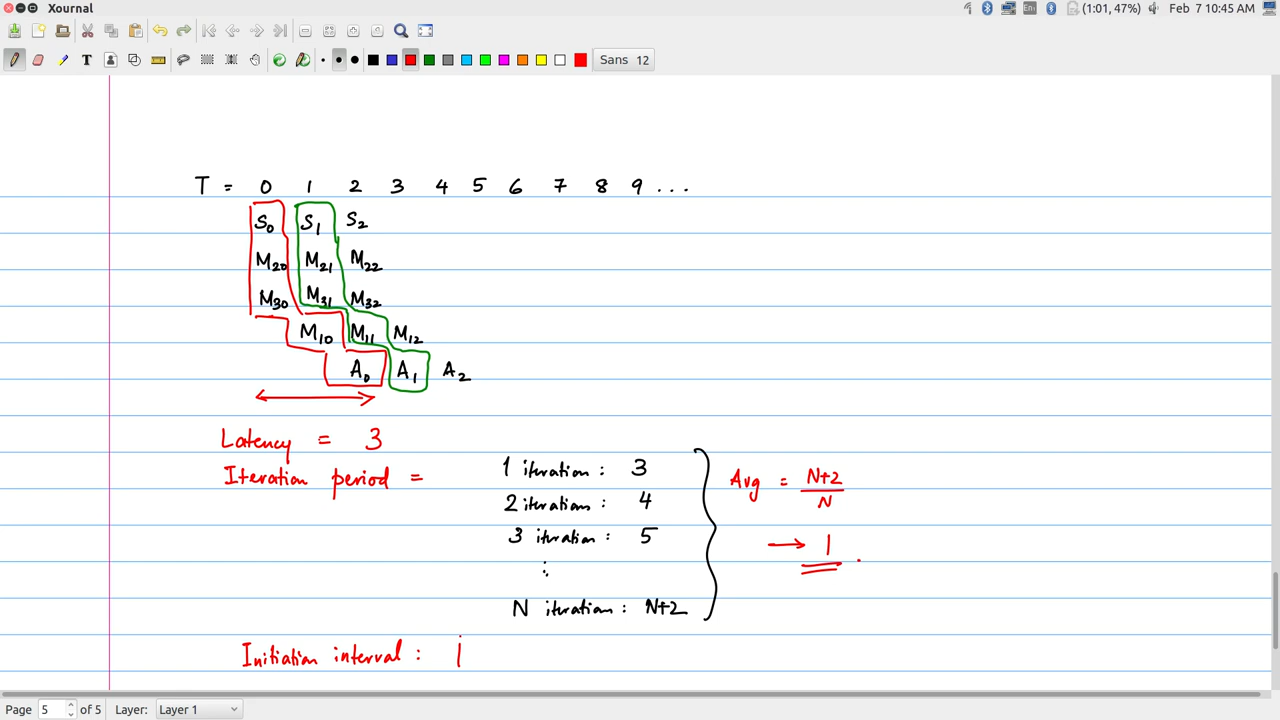 Xournal
(1:01, 47%) Feb 7 10:45 AM
En
Sans 12
T = 0 1 2 3 4 5 6 7 8 9 ...
S₀ S₁ S₂
M₂₀ M₂₁ M₂₂
M₃₀ M₃₁ M₃₂
M₁₀ M₁₁ M₁₂
A₀ A₁ A₂
Latency = 3
Iteration period =
1 iteration : 3
2 iterations : 4
3 iteration : 5
⋮
N iteration : N+2
Avg = N+2
N
→ 1
Initiation interval : 1
Page 5 of 5 Layer: Layer 1